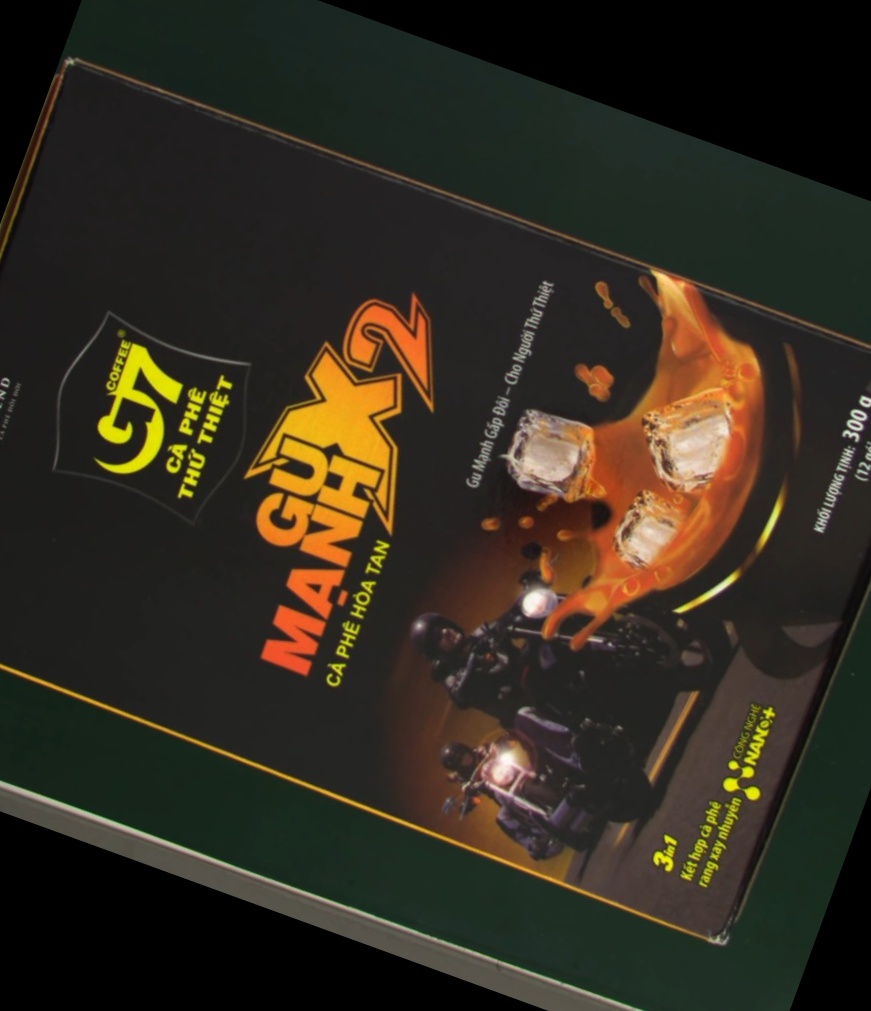 G7
COFFEE®
CÀ PHÊ
THỨ THIỆT
GU
MẠNH X2
CÀ PHÊ HÒA TAN
Gu Mạnh Gấp Đôi – Cho Người Thứ Thiệt
3in1
Kết hợp cà phê
rang xay nhuyễn
CÔNG NGHỆ
NANO+
KHỐI LƯỢNG TỊNH: 300 g
(12